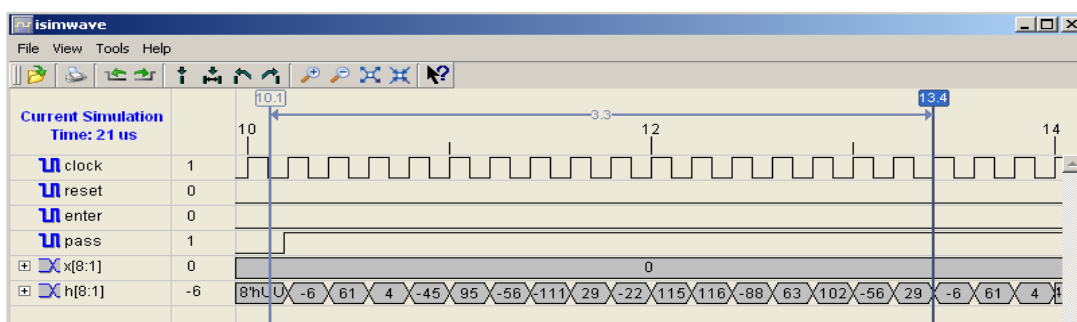 isimwave
File View Tools Help
10.1 13.4
Current Simulation
Time: 21 us
3.3
10 12 14
clock 1
reset 0
enter 0
pass 1
x[8:1] 0 0
h[8:1] -6 8'hUU -6 61 4 -45 95 -56 -111 29 -22 115 116 -88 63 102 -56 29 -6 61 4